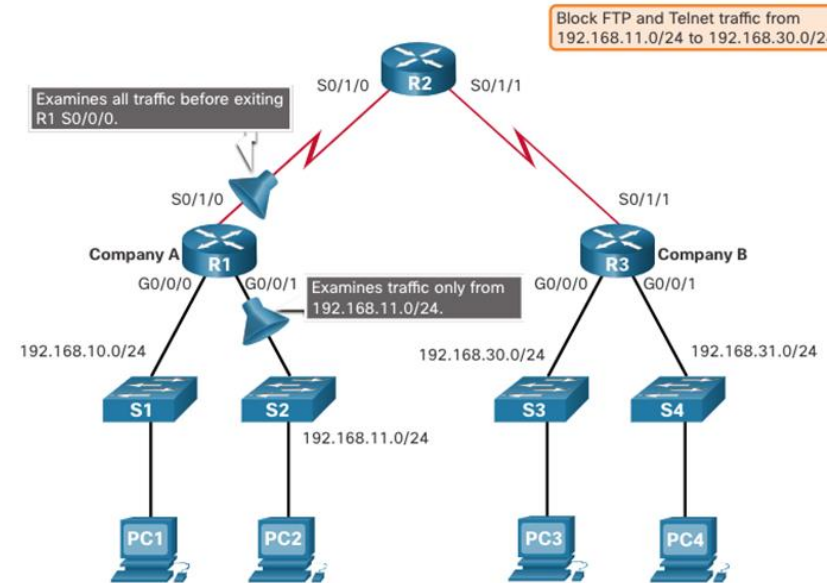 Block FTP and Telnet traffic from
192.168.11.0/24 to 192.168.30.0/24
R2
S0/1/0
S0/1/1
Examines all traffic before exiting
R1 S0/0/0.
S0/1/0
S0/1/1
Company A
R1
R3
Company B
G0/0/0
G0/0/1
G0/0/0
G0/0/1
Examines traffic only from
192.168.11.0/24.
192.168.10.0/24
192.168.30.0/24
192.168.31.0/24
S1
S2
S3
S4
192.168.11.0/24
PC1
PC2
PC3
PC4